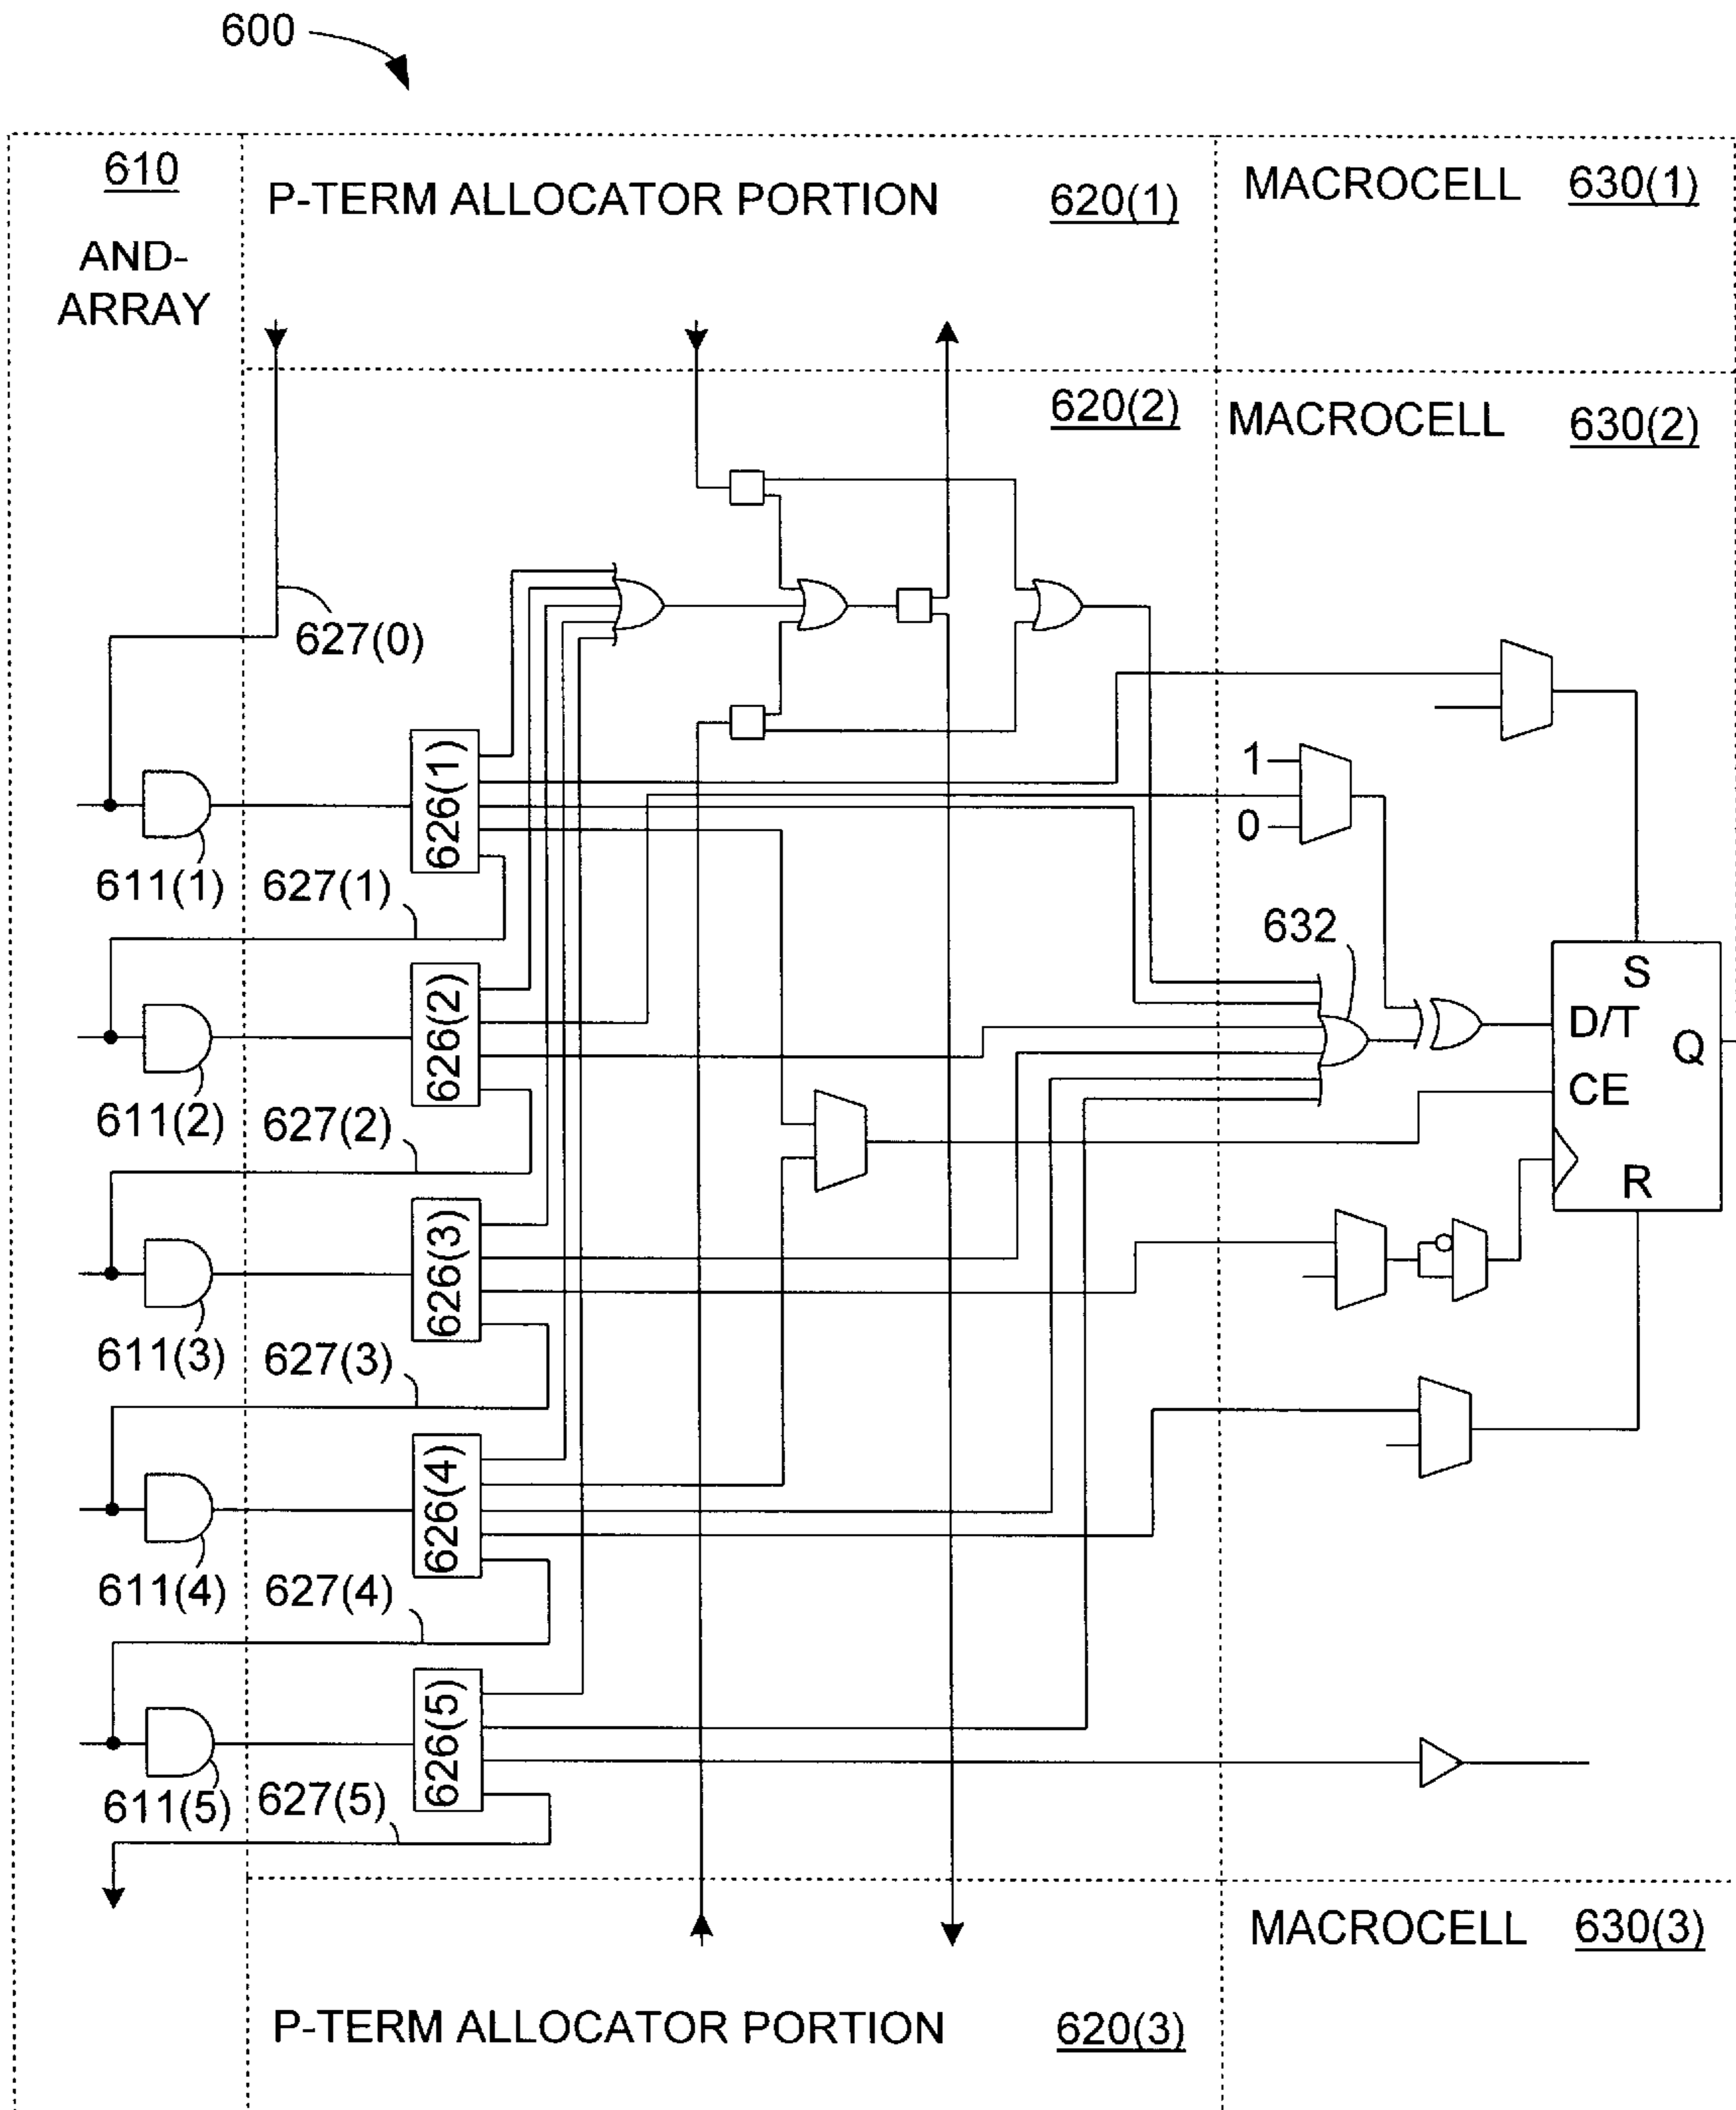 600
610
AND-
ARRAY
P-TERM ALLOCATOR PORTION 620(1)
MACROCELL 630(1)
620(2)
MACROCELL 630(2)
627(0)
626(1)
1
0
611(1)
627(1)
632
626(2)
S
D/T
Q
CE
R
611(2)
627(2)
626(3)
611(3)
627(3)
626(4)
611(4)
627(4)
626(5)
611(5)
627(5)
MACROCELL 630(3)
P-TERM ALLOCATOR PORTION 620(3)